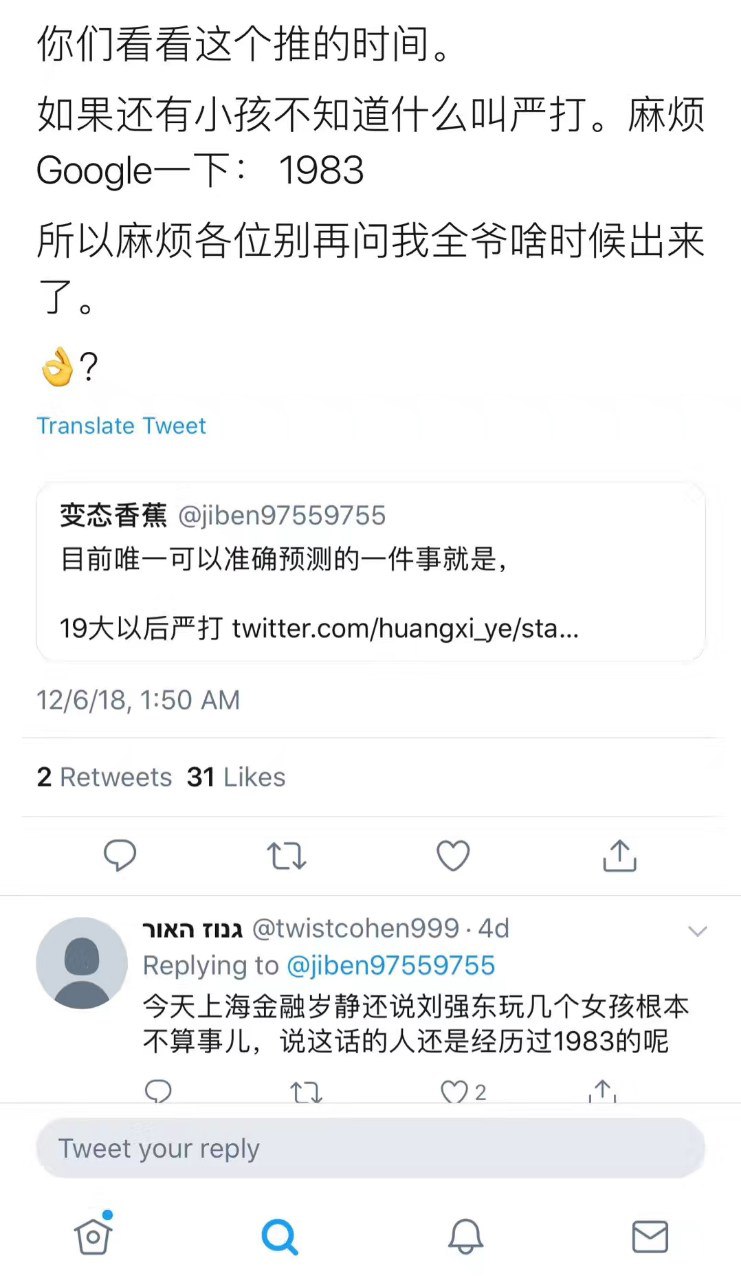 你们看看这个推的时间。
如果还有小孩不知道什么叫严打。麻烦
Google一下： 1983
所以麻烦各位别再问我全爷啥时候出来
了。
👌?
Translate Tweet
变态香蕉 @jiben97559755
目前唯一可以准确预测的一件事就是，
19大以后严打 twitter.com/huangxi_ye/sta...
12/6/18, 1:50 AM
2 Retweets 31 Likes
גנוז האור @twistcohen999 · 4d
Replying to @jiben97559755
今天上海金融岁静还说刘强东玩几个女孩根本
不算事儿，说这话的人还是经历过1983的呢
2
Tweet your reply